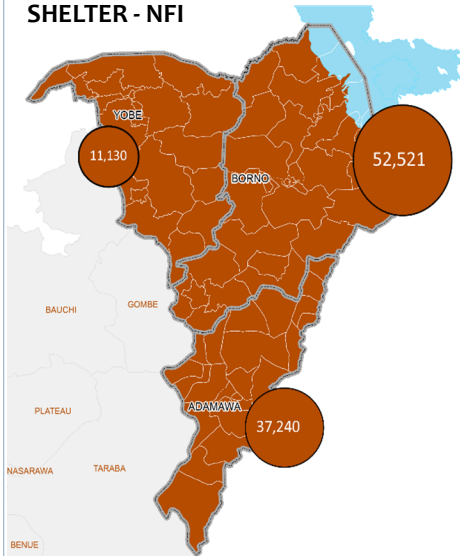 SHELTER - NFI
YOBE
11,130
52,521
BORNO
BAUCHI
GOMBE
ADAMAWA
PLATEAU
37,240
NASARAWA
TARABA
BENUE